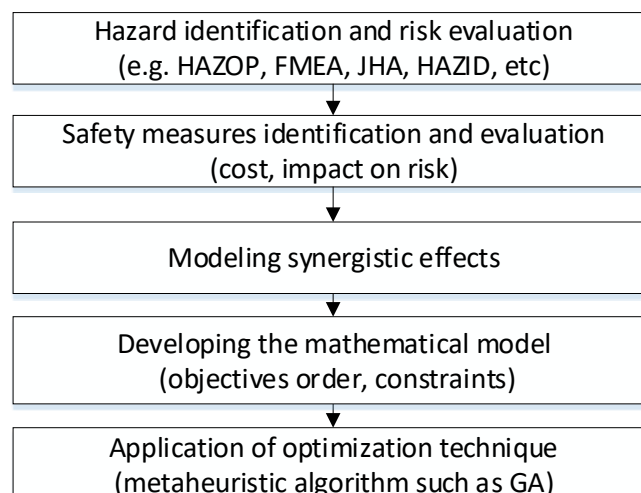 Hazard identification and risk evaluation
(e.g. HAZOP, FMEA, JHA, HAZID, etc)
Safety measures identification and evaluation
(cost, impact on risk)
Modeling synergistic effects
Developing the mathematical model
(objectives order, constraints)
Application of optimization technique
(metaheuristic algorithm such as GA)